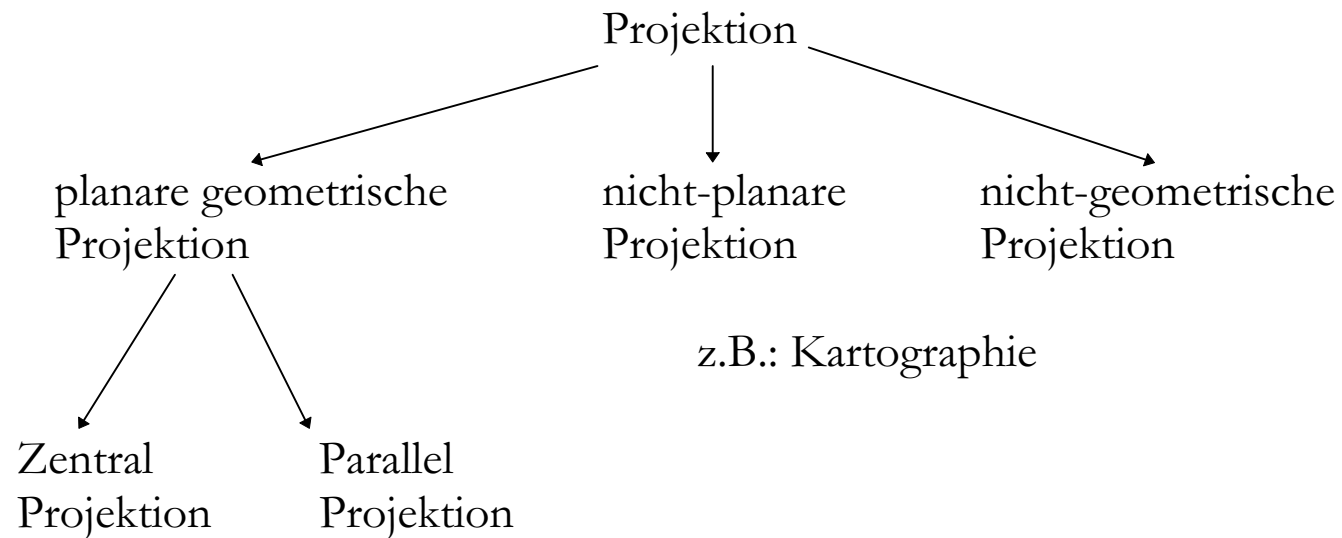 Projektion
planare geometrische
Projektion
nicht-planare
Projektion
nicht-geometrische
Projektion
z.B.: Kartographie
Zentral
Projektion
Parallel
Projektion